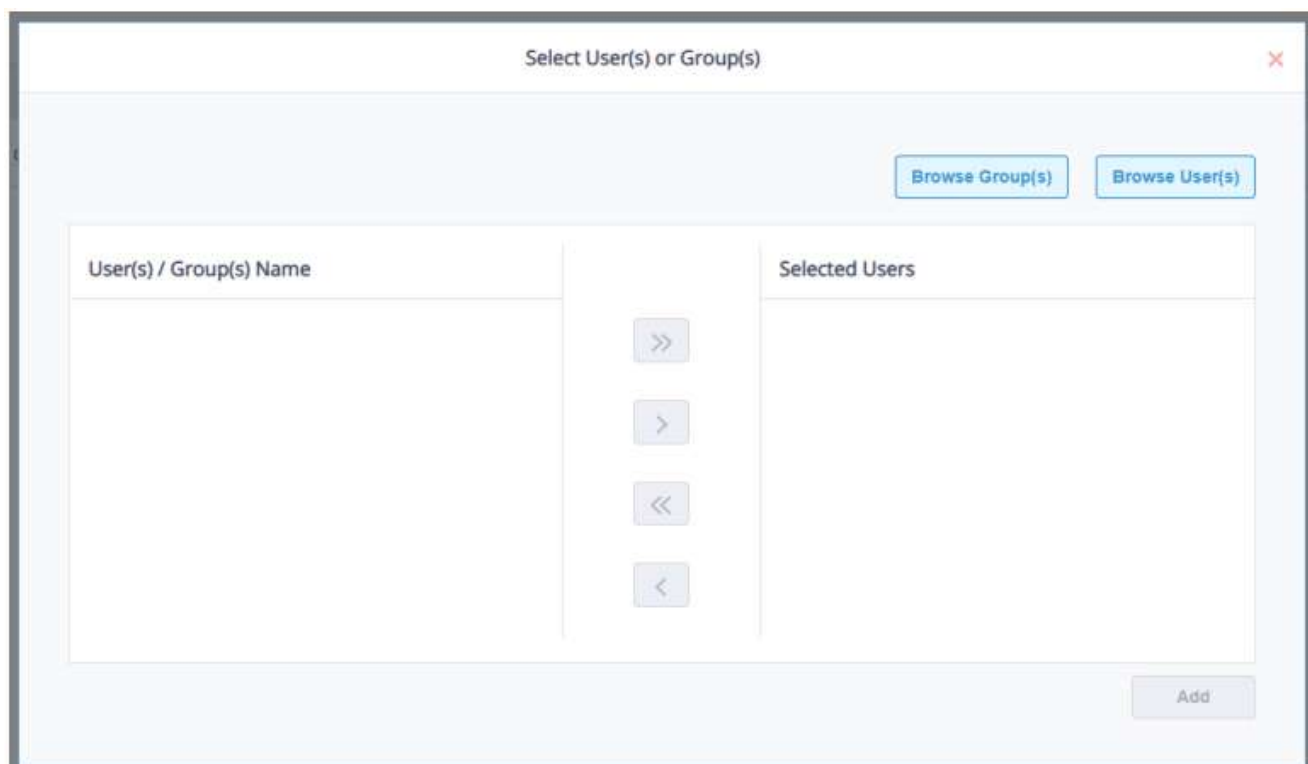 Select User(s) or Group(s)
Browse Group(s) Browse User(s)
User(s) / Group(s) Name Selected Users
>>
>
<<
<
Add